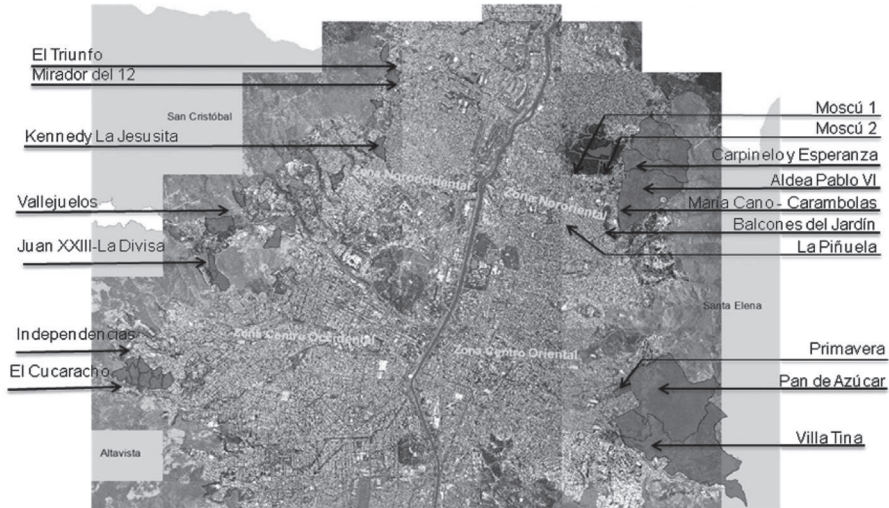 El Triunfo
Mirador del 12
San Cristóbal
Kennedy La Jesusita
Vallejuelos
Juan XXIII-La Divisa
Independencias
El Cucaracho
Altavista
Zona Noroccidental
Zona Nororiental
Zona Centro Occidental
Zona Centro Oriental
Moscú 1
Moscú 2
Carpinelo y Esperanza
Aldea Pablo VI
María Cano - Carambolas
Balcones del Jardín
La Piñuela
Santa Elena
Primavera
Pan de Azúcar
Villa Tina